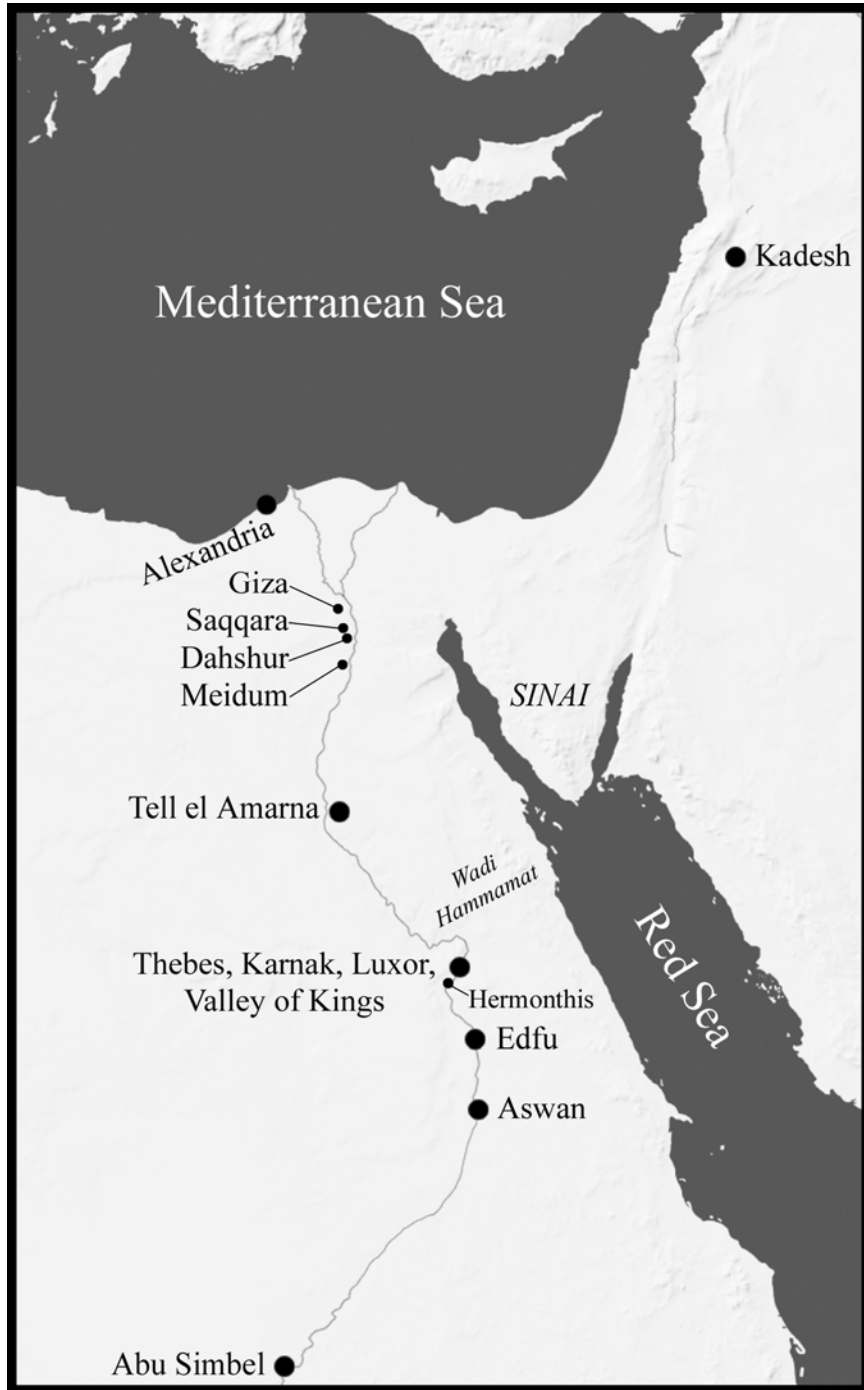 Mediterranean Sea
Kadesh
Alexandria
Giza
Saqqara
Dahshur
Meidum
SINAI
Tell el Amarna
Wadi
Hammamat
Red Sea
Thebes, Karnak, Luxor,
Valley of Kings
Hermonthis
Edfu
Aswan
Abu Simbel